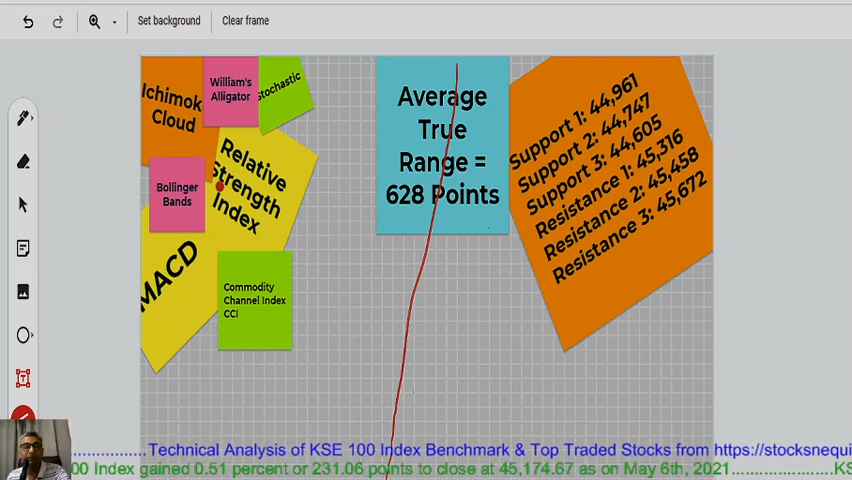 Set background
Clear frame
Ichimok
Cloud
William's
Alligator
Stochastic
Relative
Strength
Index
Bollinger
Bands
MACD
Commodity
Channel Index
CCI
Average
True
Range =
628 Points
Support 1: 44,961
Support 2: 44,747
Support 3: 44,605
Resistance 1: 45,316
Resistance 2: 45,458
Resistance 3: 45,672
T
....................Technical Analysis of KSE 100 Index Benchmark & Top Traded Stocks from https://stocksnequi
00 Index gained 0.51 percent or 231.06 points to close at 45,174.67 as on May 6th, 2021.......................KS